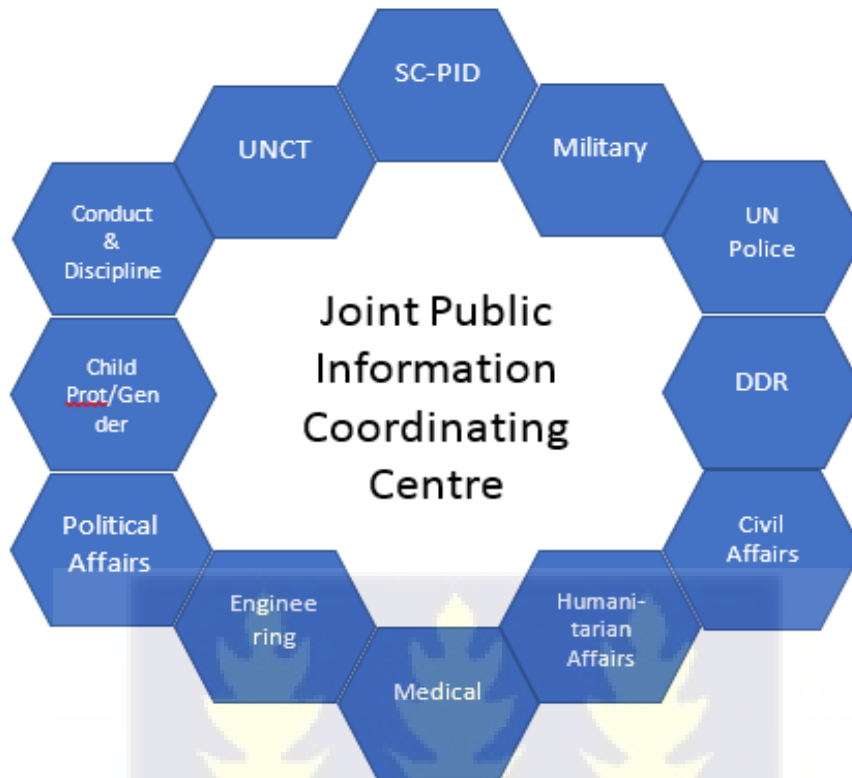 SC-PID
UNCT
Military
Conduct
&
Discipline
UN
Police
Joint Public
Information
Coordinating
Centre
Child
Prot/Gen
der
DDR
Political
Affairs
Civil
Affairs
Enginee
ring
Humani-
tarian
Affairs
Medical